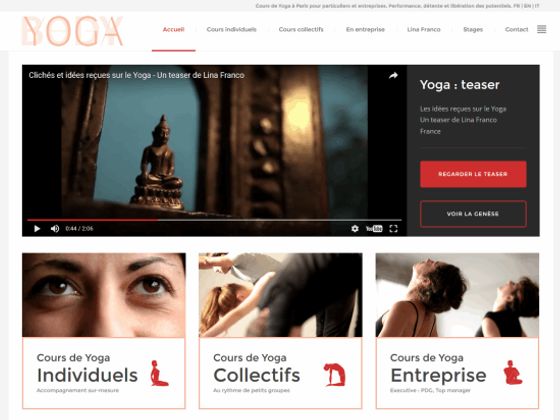 Cours de Yoga à Paris pour particuliers et entreprises. Performance, détente et libération des potentiels. FR | EN | IT
BODY
YOGA
Accueil
Cours individuels
Cours collectifs
En entreprise
Lina Franco
Stages
Contact
Clichés et idées reçues sur le Yoga - Un teaser de Lina Franco
0:44 / 2:06
YouTube
Yoga : teaser
Les Idées reçues sur le Yoga
Un teaser de Lina Franco
France
REGARDER LE TEASER
VOIR LA GENÈSE
Cours de Yoga
Individuels
Accompagnement sur-mesure
Cours de Yoga
Collectifs
Au rytheme de petits groupes
Cours de Yoga
Entreprise
Executive : PDG, Top manager